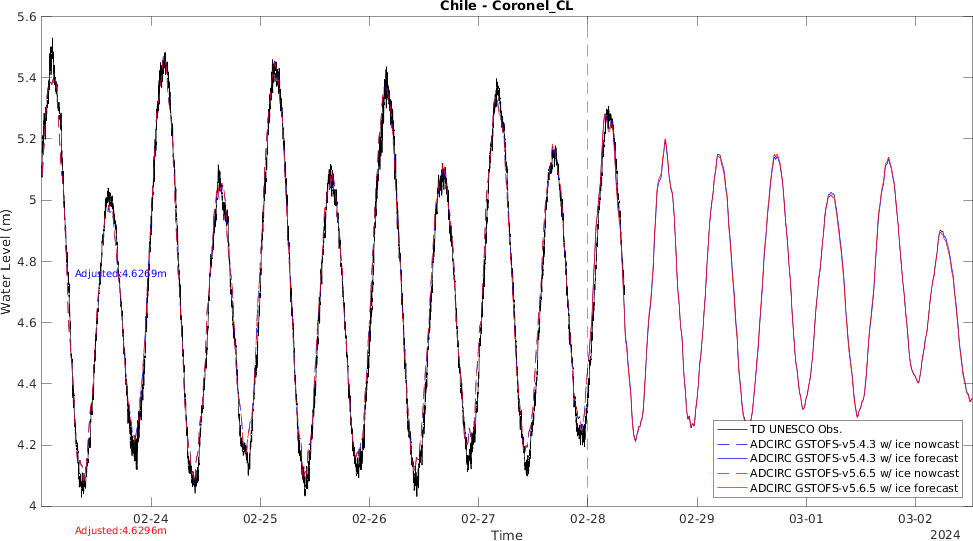 Chile - Coronel_CL
5.6
5.4
5.2
5
4.8
4.6
4.4
4.2
4
Water Level (m)
Adjusted:4.6269m
Adjusted:4.6296m
TD UNESCO Obs.
ADCIRC GSTOFS-v5.4.3 w/ ice nowcast
ADCIRC GSTOFS-v5.4.3 w/ ice forecast
ADCIRC GSTOFS-v5.6.5 w/ ice nowcast
ADCIRC GSTOFS-v5.6.5 w/ ice forecast
02-24 02-25 02-26 02-27 02-28 02-29 03-01 03-02
Time
2024